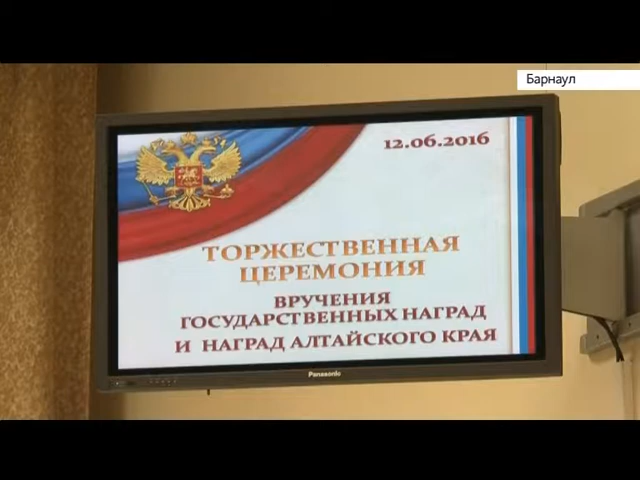 Барнаул
12.06.2016
ТОРЖЕСТВЕННАЯ
ЦЕРЕМОНИЯ
ВРУЧЕНИЯ
ГОСУДАРСТВЕННЫХ НАГРАД
И НАГРАД АЛТАЙСКОГО КРАЯ
Panasonic